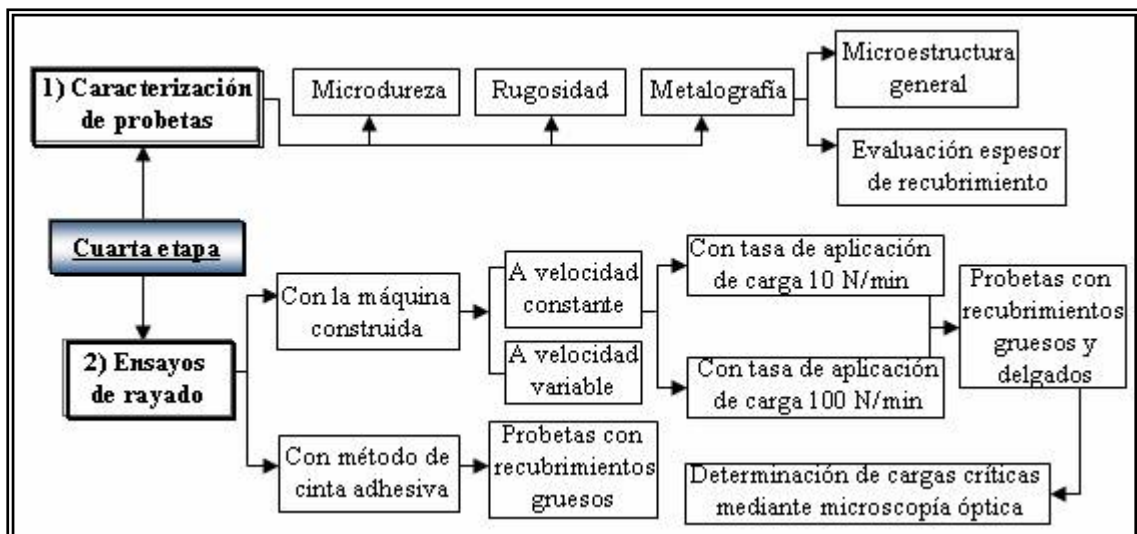 1) Caracterización
de probetas
Microdureza
Rugosidad
Metalografía
Microestructura
general
Evaluación espesor
de recubrimiento
Cuarta etapa
2) Ensayos
de rayado
Con la máquina
construida
A velocidad
constante
A velocidad
variable
Con tasa de aplicación
de carga 10 N/min
Con tasa de aplicación
de carga 100 N/min
Probetas con
recubrimientos
gruesos y
delgados
Con método de
cinta adhesiva
Probetas con
recubrimientos
gruesos
Determinación de cargas críticas
mediante microscopía óptica